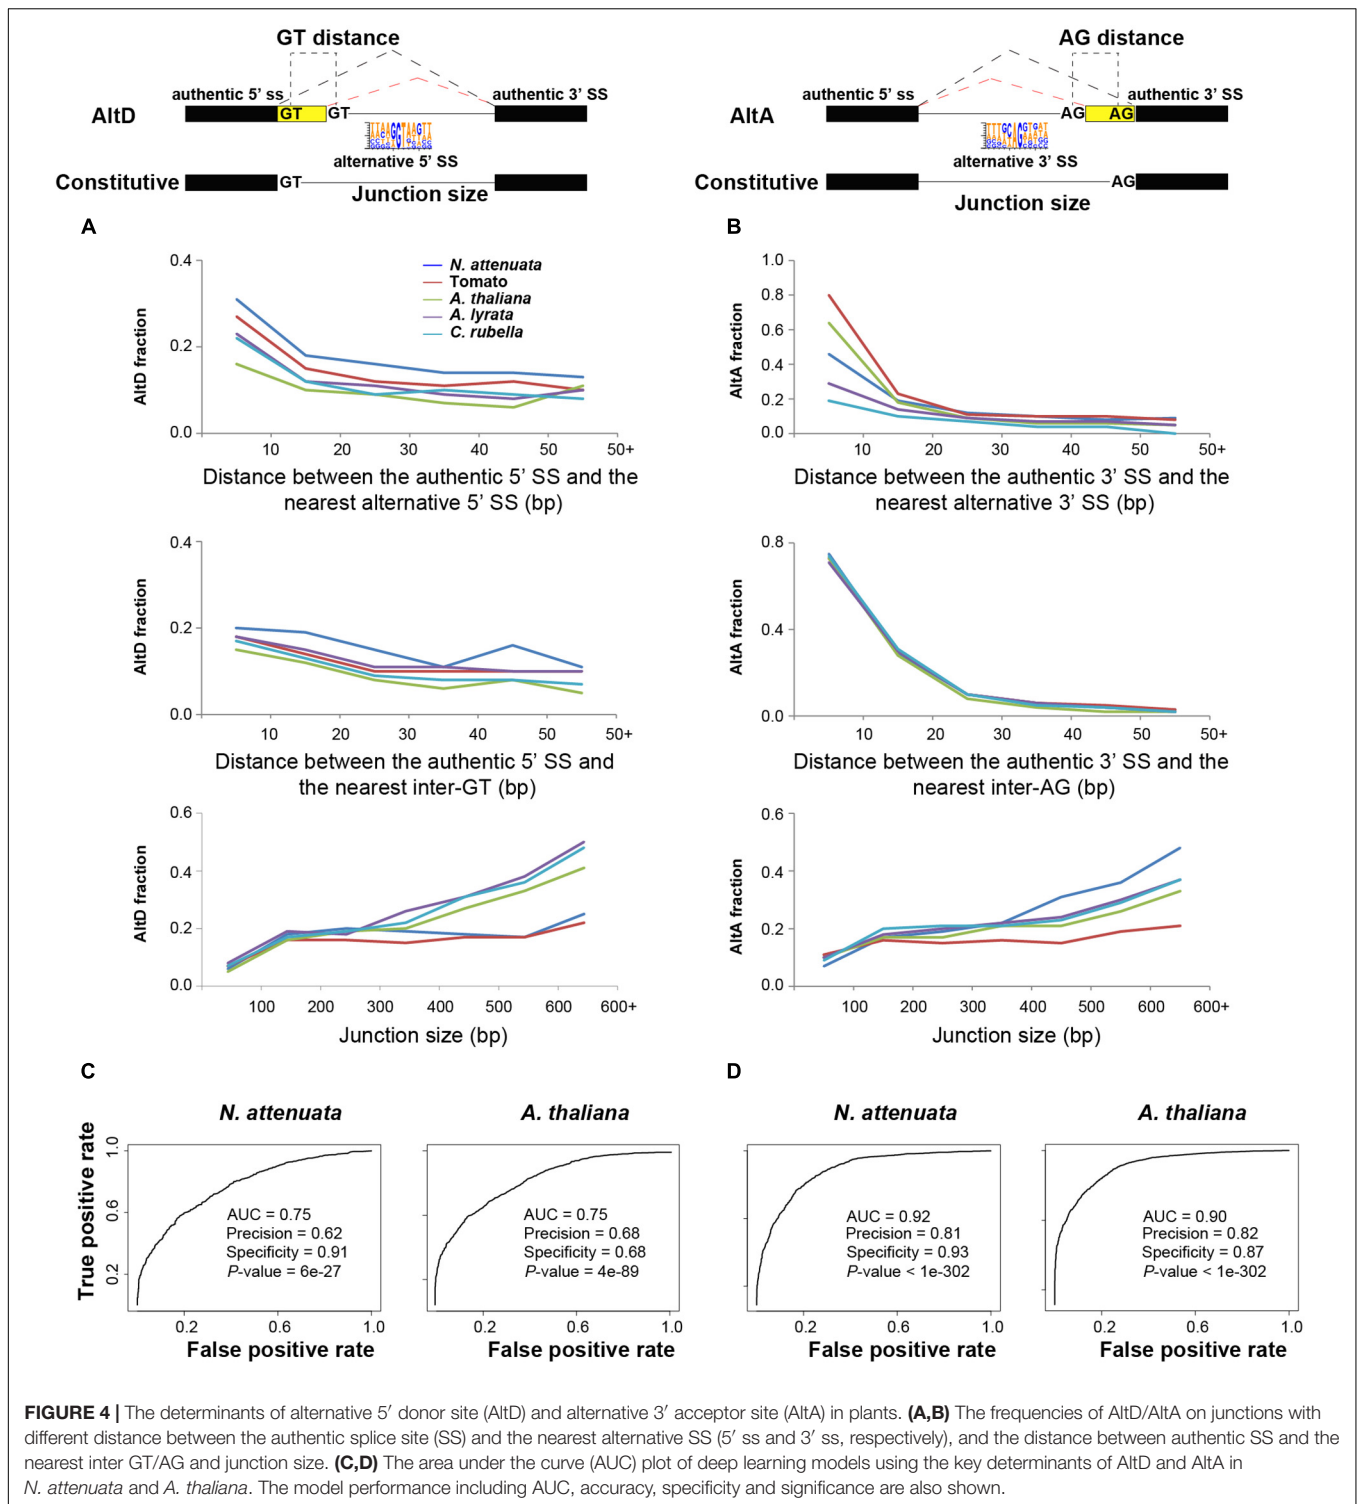 GT distance
authentic 5' ss
authentic 3' SS
AltD
GT
GT
alternative 5' SS
Constitutive
GT
Junction size
AG distance
authentic 5' ss
authentic 3' SS
AltA
AG
AG
alternative 3' SS
Constitutive
AG
Junction size
A
0.4
0.2
0.0
AltD fraction
N. attenuata
Tomato
A. thaliana
A. lyrata
C. rubella
10 20 30 40 50 50+
Distance between the authentic 5' SS and the
nearest alternative 5' SS (bp)
0.4
0.2
0.0
AltD fraction
10 20 30 40 50 50+
Distance between the authentic 5' SS and
the nearest inter-GT (bp)
0.6
0.4
0.2
0.0
AltD fraction
100 200 300 400 500 600 600+
Junction size (bp)
B
1.0
0.8
0.6
0.4
0.2
0.0
AltA fraction
10 20 30 40 50 50+
Distance between the authentic 3' SS and the
nearest alternative 3' SS (bp)
0.8
0.4
0.0
AltA fraction
10 20 30 40 50 50+
Distance between the authentic 3' SS and the
nearest inter-AG (bp)
0.6
0.4
0.2
0.0
AltA fraction
100 200 300 400 500 600 600+
Junction size (bp)
C
N. attenuata
True positive rate
1.0
0.6
0.2
AUC = 0.75
Precision = 0.62
Specificity = 0.91
P-value = 6e-27
0.2 0.6 1.0
False positive rate
A. thaliana
AUC = 0.75
Precision = 0.68
Specificity = 0.68
P-value = 4e-89
0.2 0.6 1.0
False positive rate
D
N. attenuata
AUC = 0.92
Precision = 0.81
Specificity = 0.93
P-value < 1e-302
0.2 0.6 1.0
False positive rate
A. thaliana
AUC = 0.90
Precision = 0.82
Specificity = 0.87
P-value < 1e-302
0.2 0.6 1.0
False positive rate
FIGURE 4 | The determinants of alternative 5′ donor site (AltD) and alternative 3′ acceptor site (AltA) in plants. (A,B) The frequencies of AltD/AltA on junctions with
different distance between the authentic splice site (SS) and the nearest alternative SS (5′ ss and 3′ ss, respectively), and the distance between authentic SS and the
nearest inter GT/AG and junction size. (C,D) The area under the curve (AUC) plot of deep learning models using the key determinants of AltD and AltA in
N. attenuata and A. thaliana. The model performance including AUC, accuracy, specificity and significance are also shown.